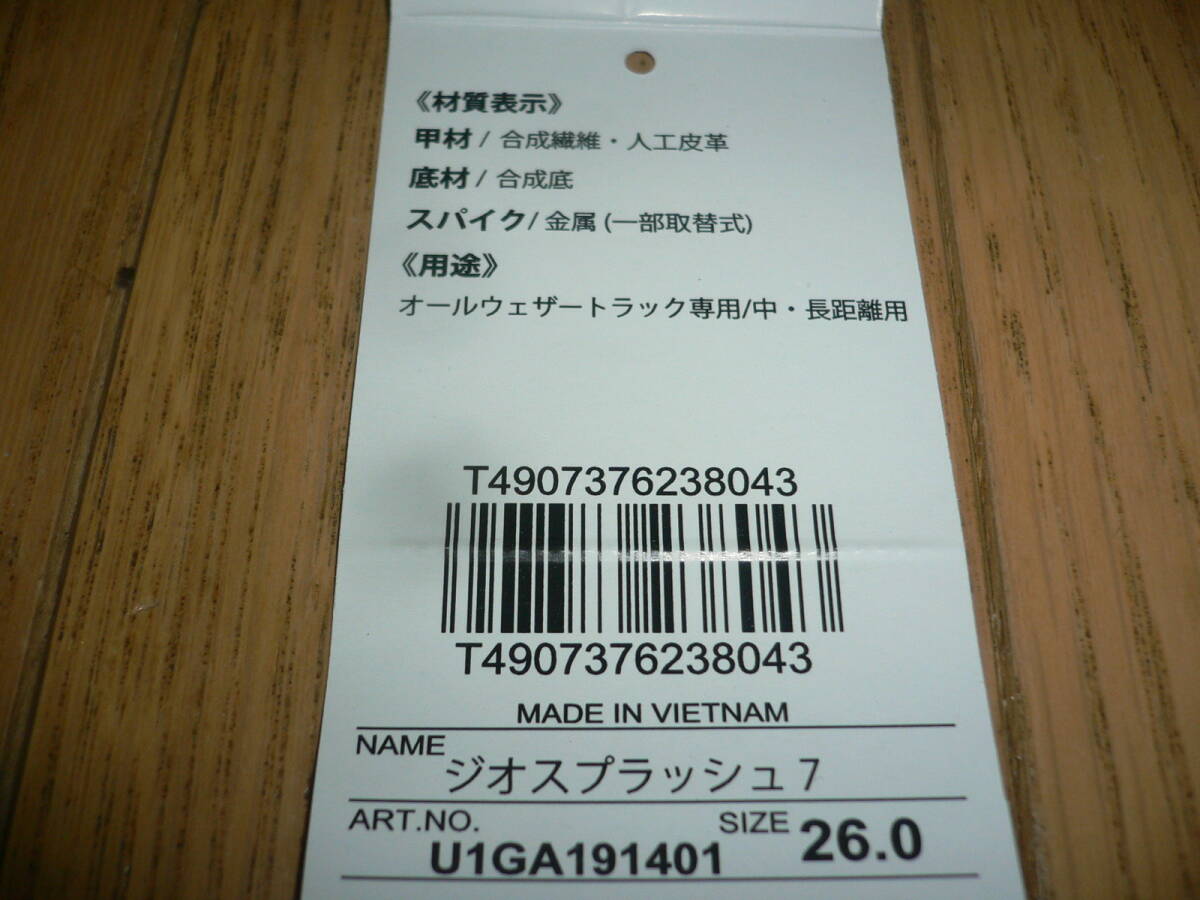 《材質表示》
甲材 / 合成繊維・人工皮革
底材 / 合成底
スパイク / 金属 (一部取替式)
《用途》
オールウェザートラック専用/中・長距離用
T4907376238043
T4907376238043
MADE IN VIETNAM
NAME ジオスプラッシュ7
ART.NO. U1GA191401 SIZE 26.0